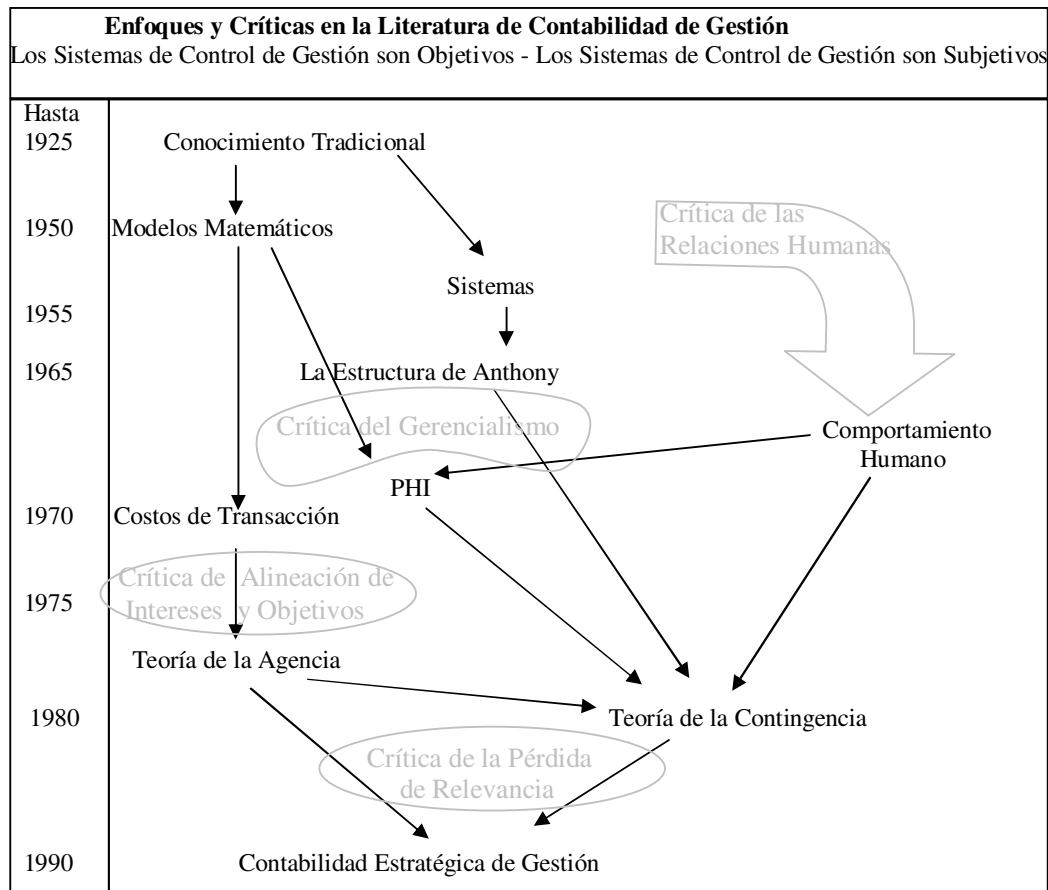 Enfoques y Críticas en la Literatura de Contabilidad de Gestión
Los Sistemas de Control de Gestión son Objetivos - Los Sistemas de Control de Gestión son Subjetivos
Hasta
1925
Conocimiento Tradicional
1950
Modelos Matemáticos
Crítica de las
Relaciones Humanas
Sistemas
1955
1965
La Estructura de Anthony
Crítica del Gerencialismo
Comportamiento
Humano
PHI
1970
Costos de Transacción
Crítica de Alineación de
Intereses y Objetivos
1975
Teoría de la Agencia
1980
Teoría de la Contingencia
Crítica de la Pérdida
de Relevancia
1990
Contabilidad Estratégica de Gestión